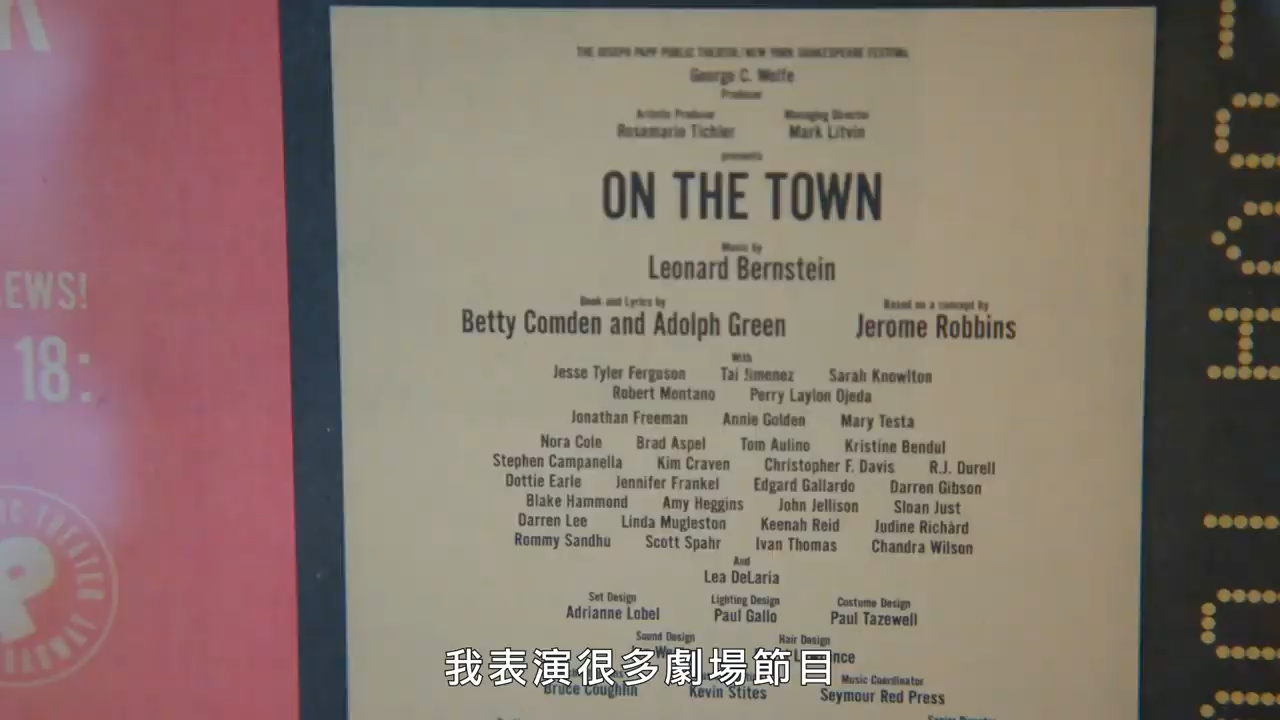 THE JOSEPH PAPP PUBLIC THEATER/NEW YORK SHAKESPEARE FESTIVAL
George C. Wolfe
Producer
Artistic Producer Managing Director
Rosemarie Tichler Mark Litvin
presents
ON THE TOWN
Music by
Leonard Bernstein
Book and Lyrics by Based on a concept by
Betty Comden and Adolph Green Jerome Robbins
With
Jesse Tyler Ferguson Tai Jimenez Sarah Knowlton
Robert Montano Perry Laylon Ojeda
Jonathan Freeman Annie Golden Mary Testa
Nora Cole Brad Aspel Tom Aulino Kristine Bendul
Stephen Campanella Kim Craven Christopher F. Davis R.J. Durell
Dottie Earle Jennifer Frankel Edgard Gallardo Darren Gibson
Blake Hammond Amy Heggins John Jellison Sloan Just
Darren Lee Linda Mugleston Keenah Reid Judine Richárd
Rommy Sandhu Scott Spahr Ivan Thomas Chandra Wilson
And
Lea DeLaria
Set Design Lighting Design Costume Design
Adrianne Lobel Paul Gallo Paul Tazewell
Sound Design Hair Design
我表演很多劇場節目
Music Coordinator
Bruce Coughlin Kevin Stites Seymour Red Press
EWS!
18: